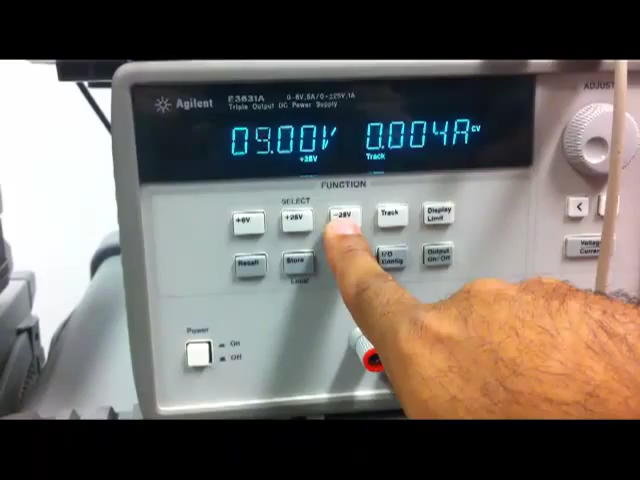 Agilent E3631A 0-6V,5A/0-±25V,1A
Triple Output DC Power Supply
09.00V 0.004A CV
+25V Track
ADJUST
FUNCTION
SELECT
+6V +25V -25V Track Display Limit
Recall Store I/O Config Output On/Off
Local
Voltage Current
Power
On
Off